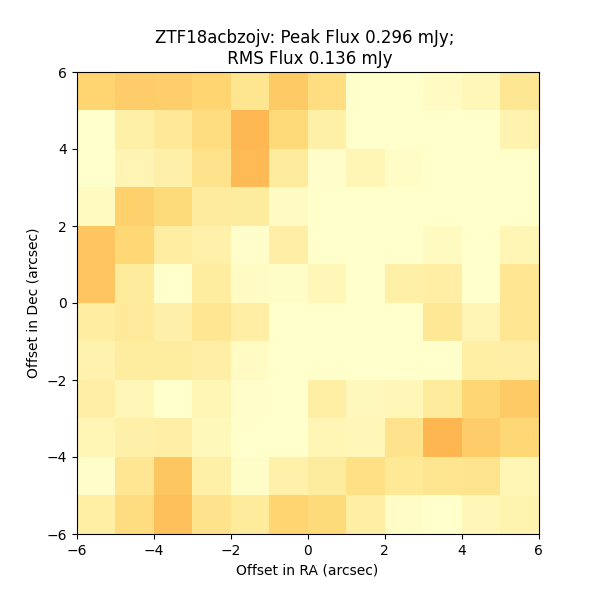 ZTF18acbzojv: Peak Flux 0.296 mJy;
RMS Flux 0.136 mJy
6
4
2
0
−2
−4
−6
Offset in Dec (arcsec)
−6 −4 −2 0 2 4 6
Offset in RA (arcsec)